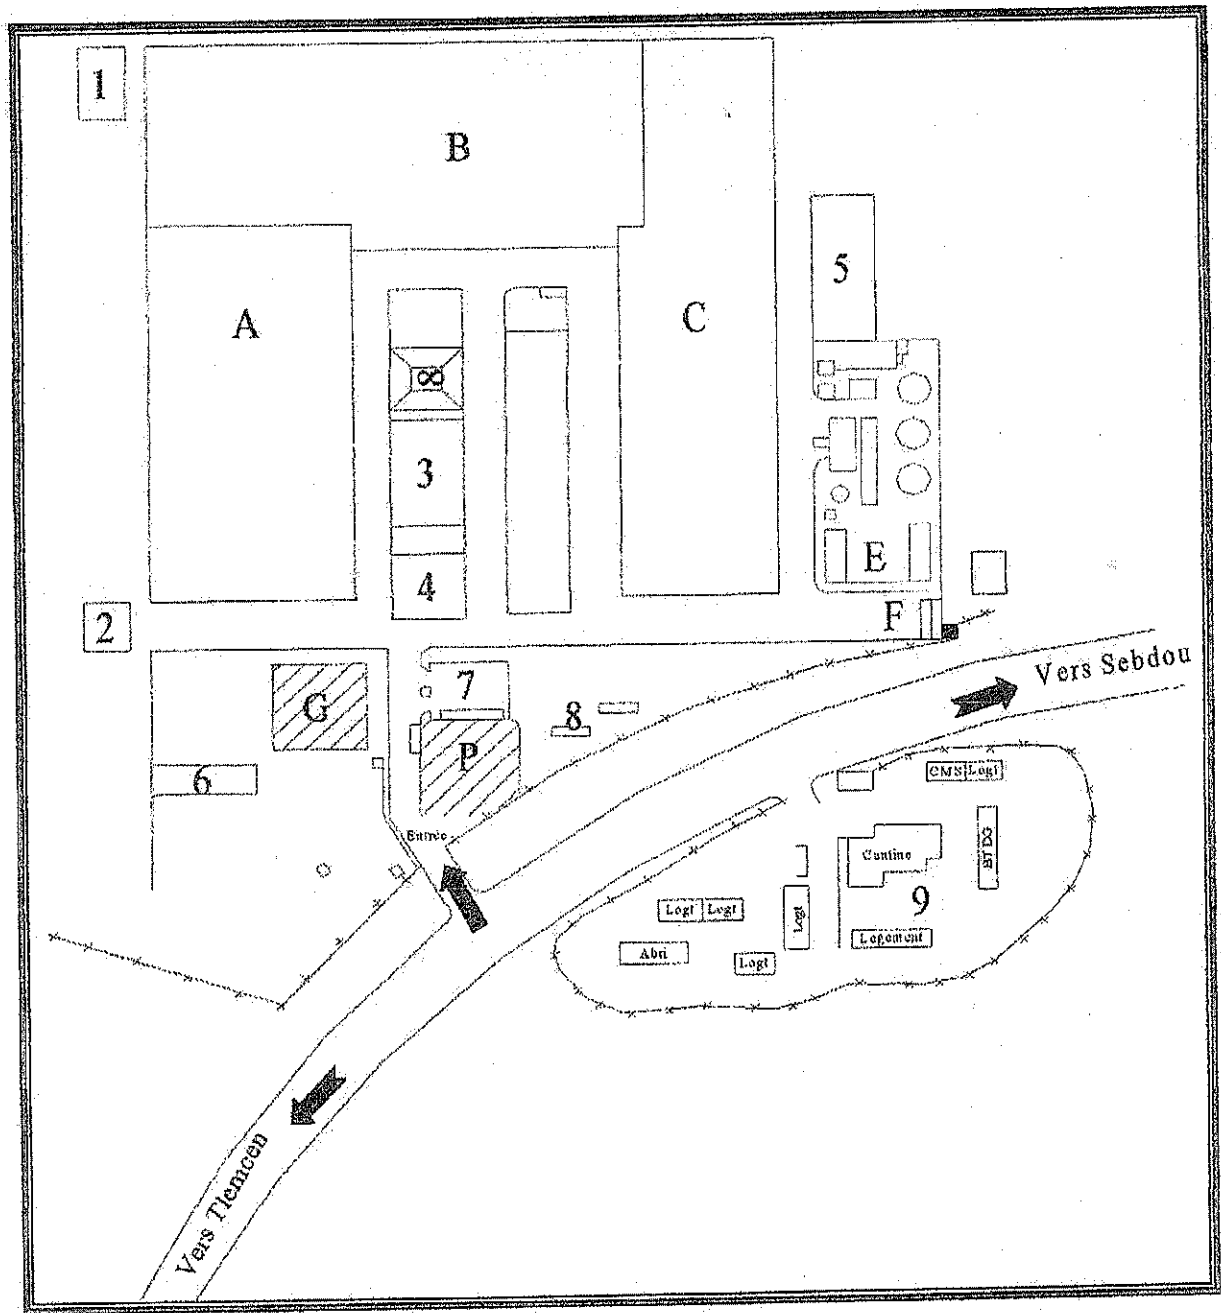 1
B
5
A
C
8
3
4
E
2
F
7
G
8
P
6
Vers Sebdou
Entrée
CMS Logt
Cantine
BT DG
9
Logt Logt
Logt
Logement
Abri
Logt
Vers Tlemcen